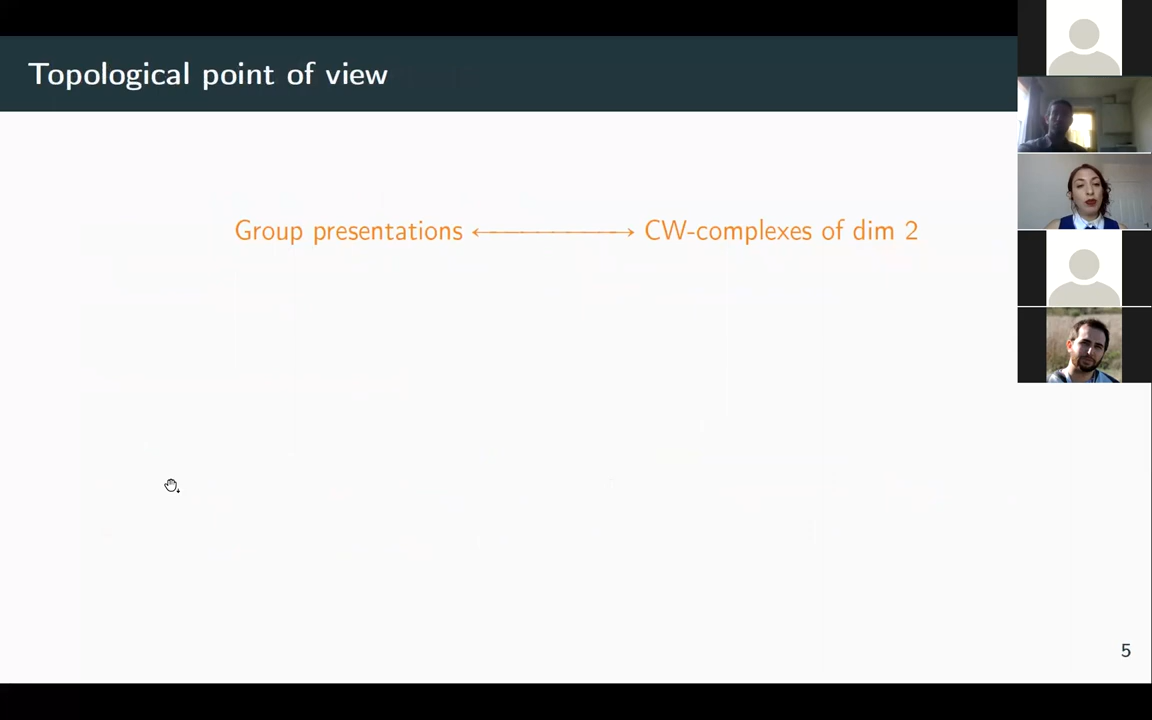 Topological point of view
Group presentations ⟷ CW-complexes of dim 2
5